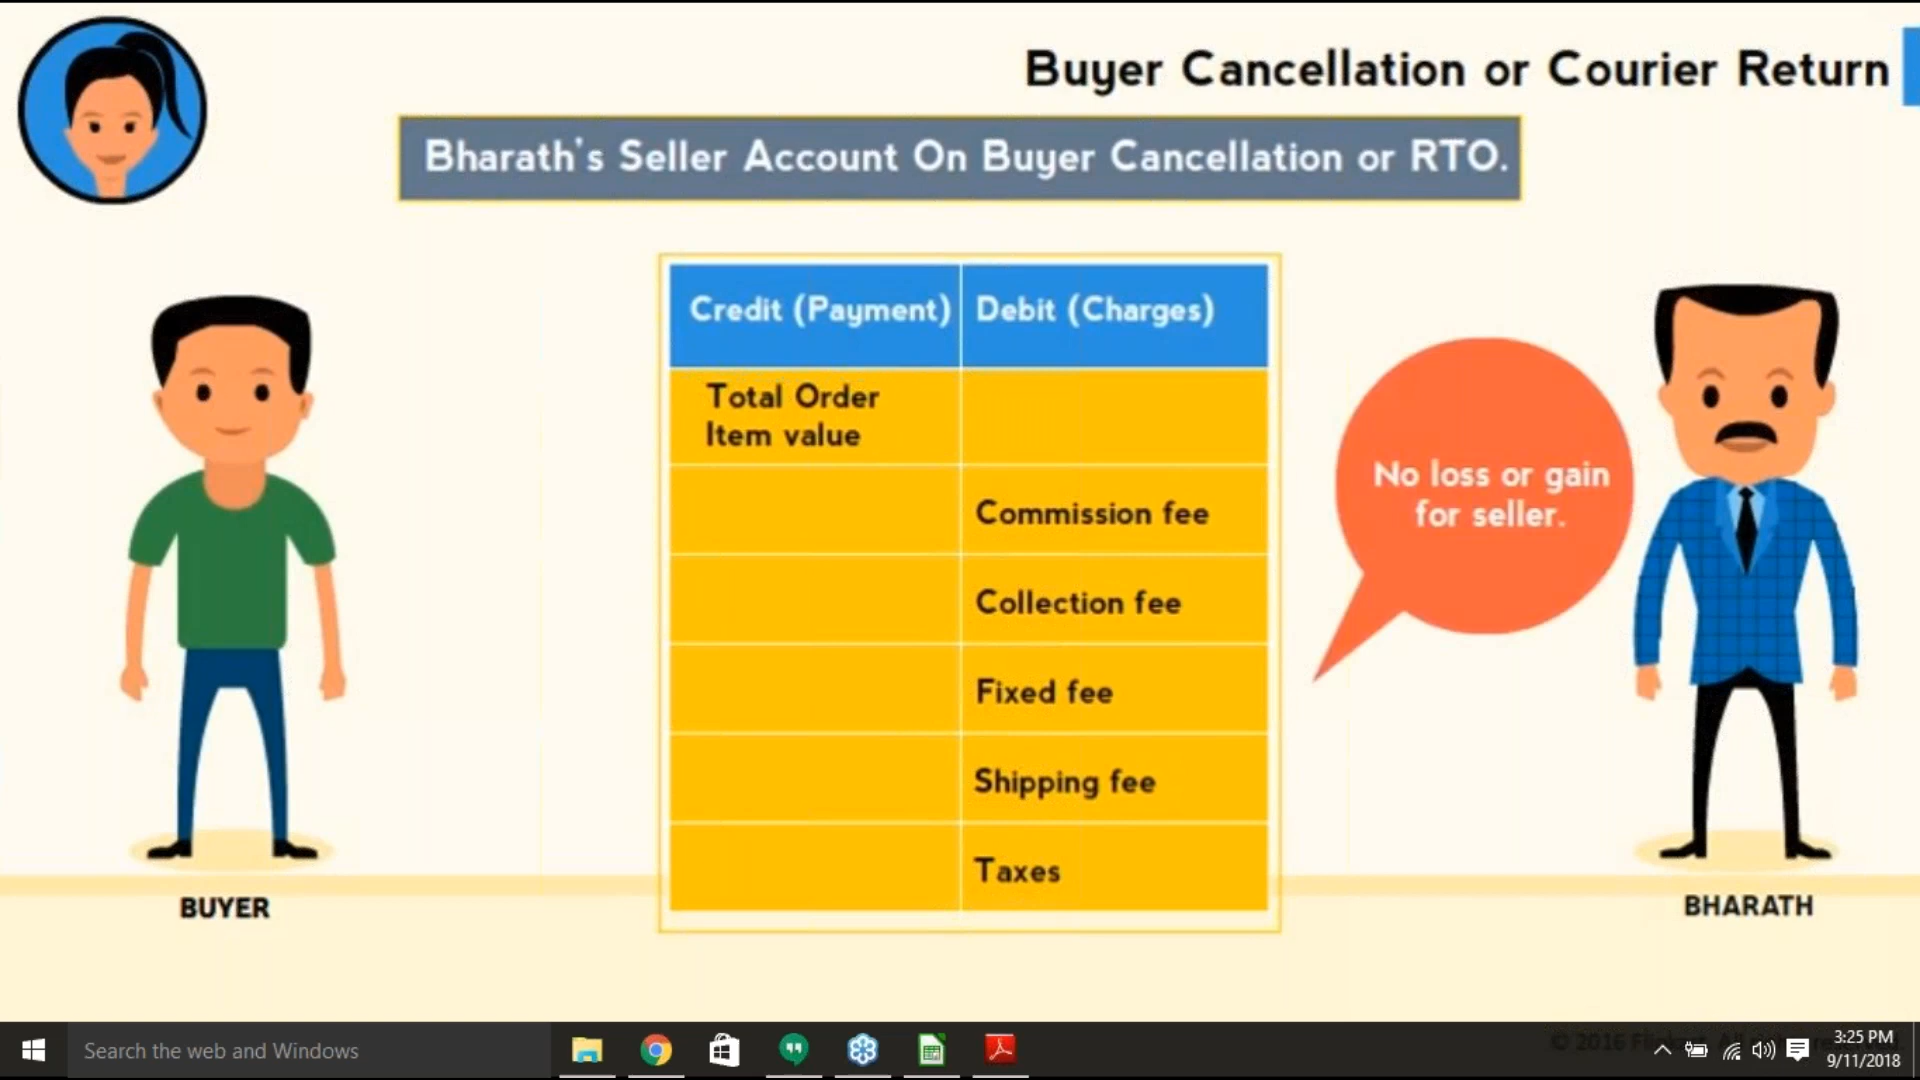 Buyer Cancellation or Courier Return
Bharath's Seller Account On Buyer Cancellation or RTO.
Credit (Payment) Debit (Charges)
Total Order
Item value
Commission fee
Collection fee
Fixed fee
Shipping fee
Taxes
No loss or gain
for seller.
BUYER
BHARATH
Search the web and Windows
© 2016
3:25 PM
9/11/2018